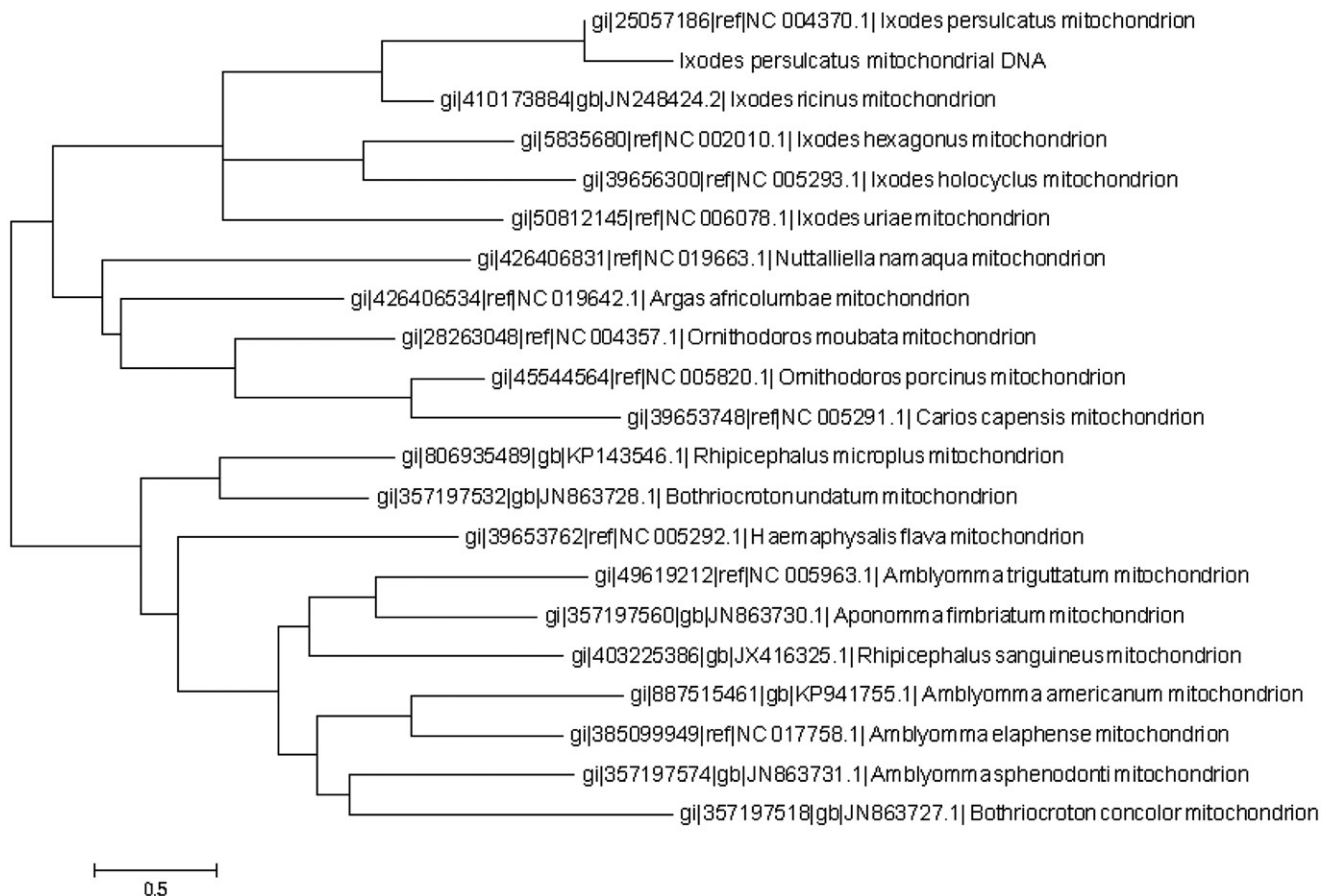 gi|25057186|ref|NC 004370.1| Ixodes persulcatus mitochondrion
Ixodes persulcatus mitochondrial DNA
gi|410173884|gb|JN248424.2| Ixodes ricinus mitochondrion
gi|5835680|ref|NC 002010.1| Ixodes hexagonus mitochondrion
gi|39656300|ref|NC 005293.1| Ixodes holocyclus mitochondrion
gi|50812145|ref|NC 006078.1| Ixodes uriae mitochondrion
gi|426406831|ref|NC 019663.1| Nuttalliella namaqua mitochondrion
gi|426406534|ref|NC 019642.1| Argas africolumbae mitochondrion
gi|28263048|ref|NC 004357.1| Ornithodoros moubata mitochondrion
gi|45544564|ref|NC 005820.1| Ornithodoros porcinus mitochondrion
gi|39653748|ref|NC 005291.1| Carios capensis mitochondrion
gi|806935489|gb|KP143546.1| Rhipicephalus microplus mitochondrion
gi|357197532|gb|JN863728.1| Bothriocroton undatum mitochondrion
gi|39653762|ref|NC 005292.1| Haemaphysalis flava mitochondrion
gi|49619212|ref|NC 005963.1| Amblyomma triguttatum mitochondrion
gi|357197560|gb|JN863730.1| Aponomma fimbriatum mitochondrion
gi|403225386|gb|JX416325.1| Rhipicephalus sanguineus mitochondrion
gi|887515461|gb|KP941755.1| Amblyomma americanum mitochondrion
gi|385099949|ref|NC 017758.1| Amblyomma elaphense mitochondrion
gi|357197574|gb|JN863731.1| Amblyomma sphenodonti mitochondrion
gi|357197518|gb|JN863727.1| Bothriocroton concolor mitochondrion
0.5